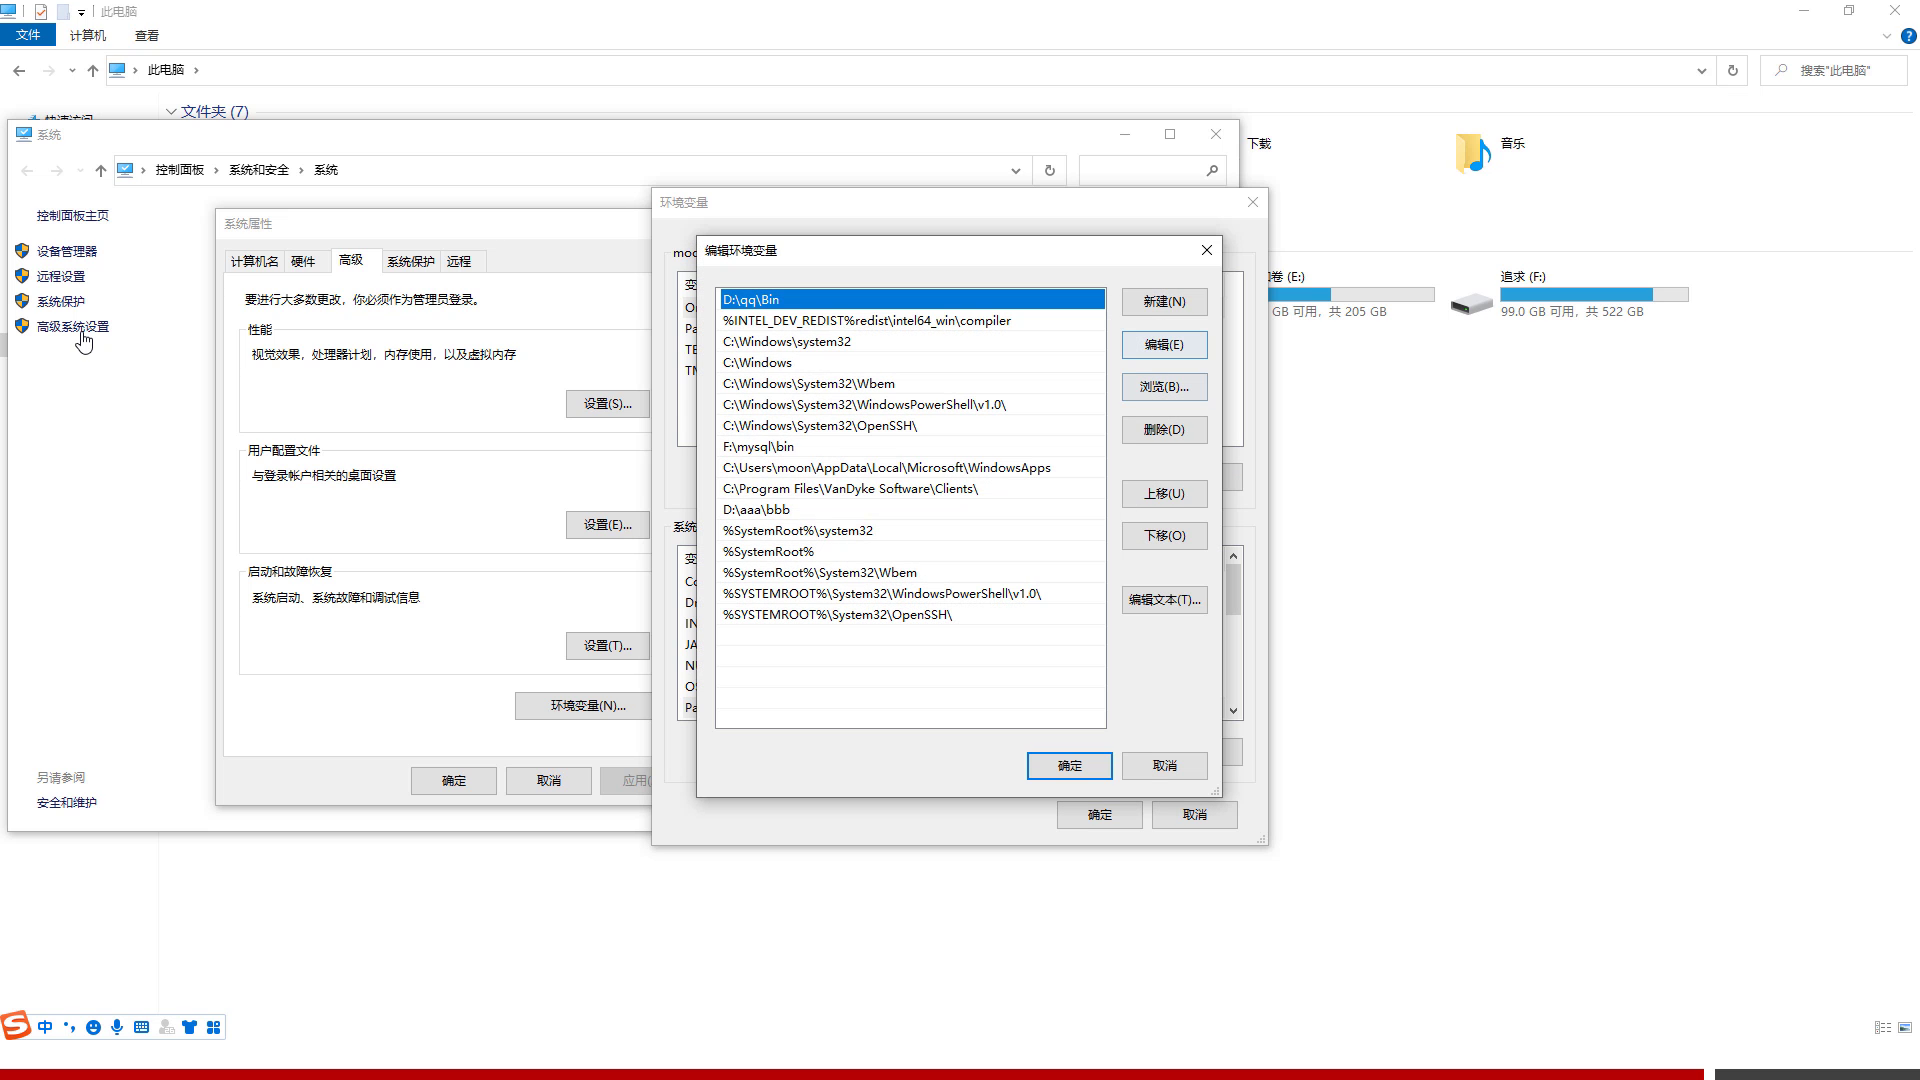 此电脑
文件 计算机 查看
此电脑
搜索"此电脑"
文件夹 (7)
系统
下载
音乐
控制面板 系统和安全 系统
控制面板主页
设备管理器
远程设置
系统保护
高级系统设置
另请参阅
安全和维护
系统属性
计算机名 硬件 高级 系统保护 远程
要进行大多数更改，你必须作为管理员登录。
性能
视觉效果，处理器计划，内存使用，以及虚拟内存
设置(S)...
用户配置文件
与登录帐户相关的桌面设置
设置(E)...
启动和故障恢复
系统启动、系统故障和调试信息
设置(T)...
环境变量(N)...
确定 取消 应用(
环境变量
编辑环境变量
D:\qq\Bin
%INTEL_DEV_REDIST%redist\intel64_win\compiler
C:\Windows\system32
C:\Windows
C:\Windows\System32\Wbem
C:\Windows\System32\WindowsPowerShell\v1.0\
C:\Windows\System32\OpenSSH\
F:\mysql\bin
C:\Users\moon\AppData\Local\Microsoft\WindowsApps
C:\Program Files\VanDyke Software\Clients\
D:\aaa\bbb
%SystemRoot%\system32
%SystemRoot%
%SystemRoot%\System32\Wbem
%SYSTEMROOT%\System32\WindowsPowerShell\v1.0\
%SYSTEMROOT%\System32\OpenSSH\
新建(N)
编辑(E)
浏览(B)...
删除(D)
上移(U)
下移(O)
编辑文本(T)...
确定 取消
确定 取消
卷 (E:)
GB 可用，共 205 GB
追求 (F:)
99.0 GB 可用，共 522 GB
中